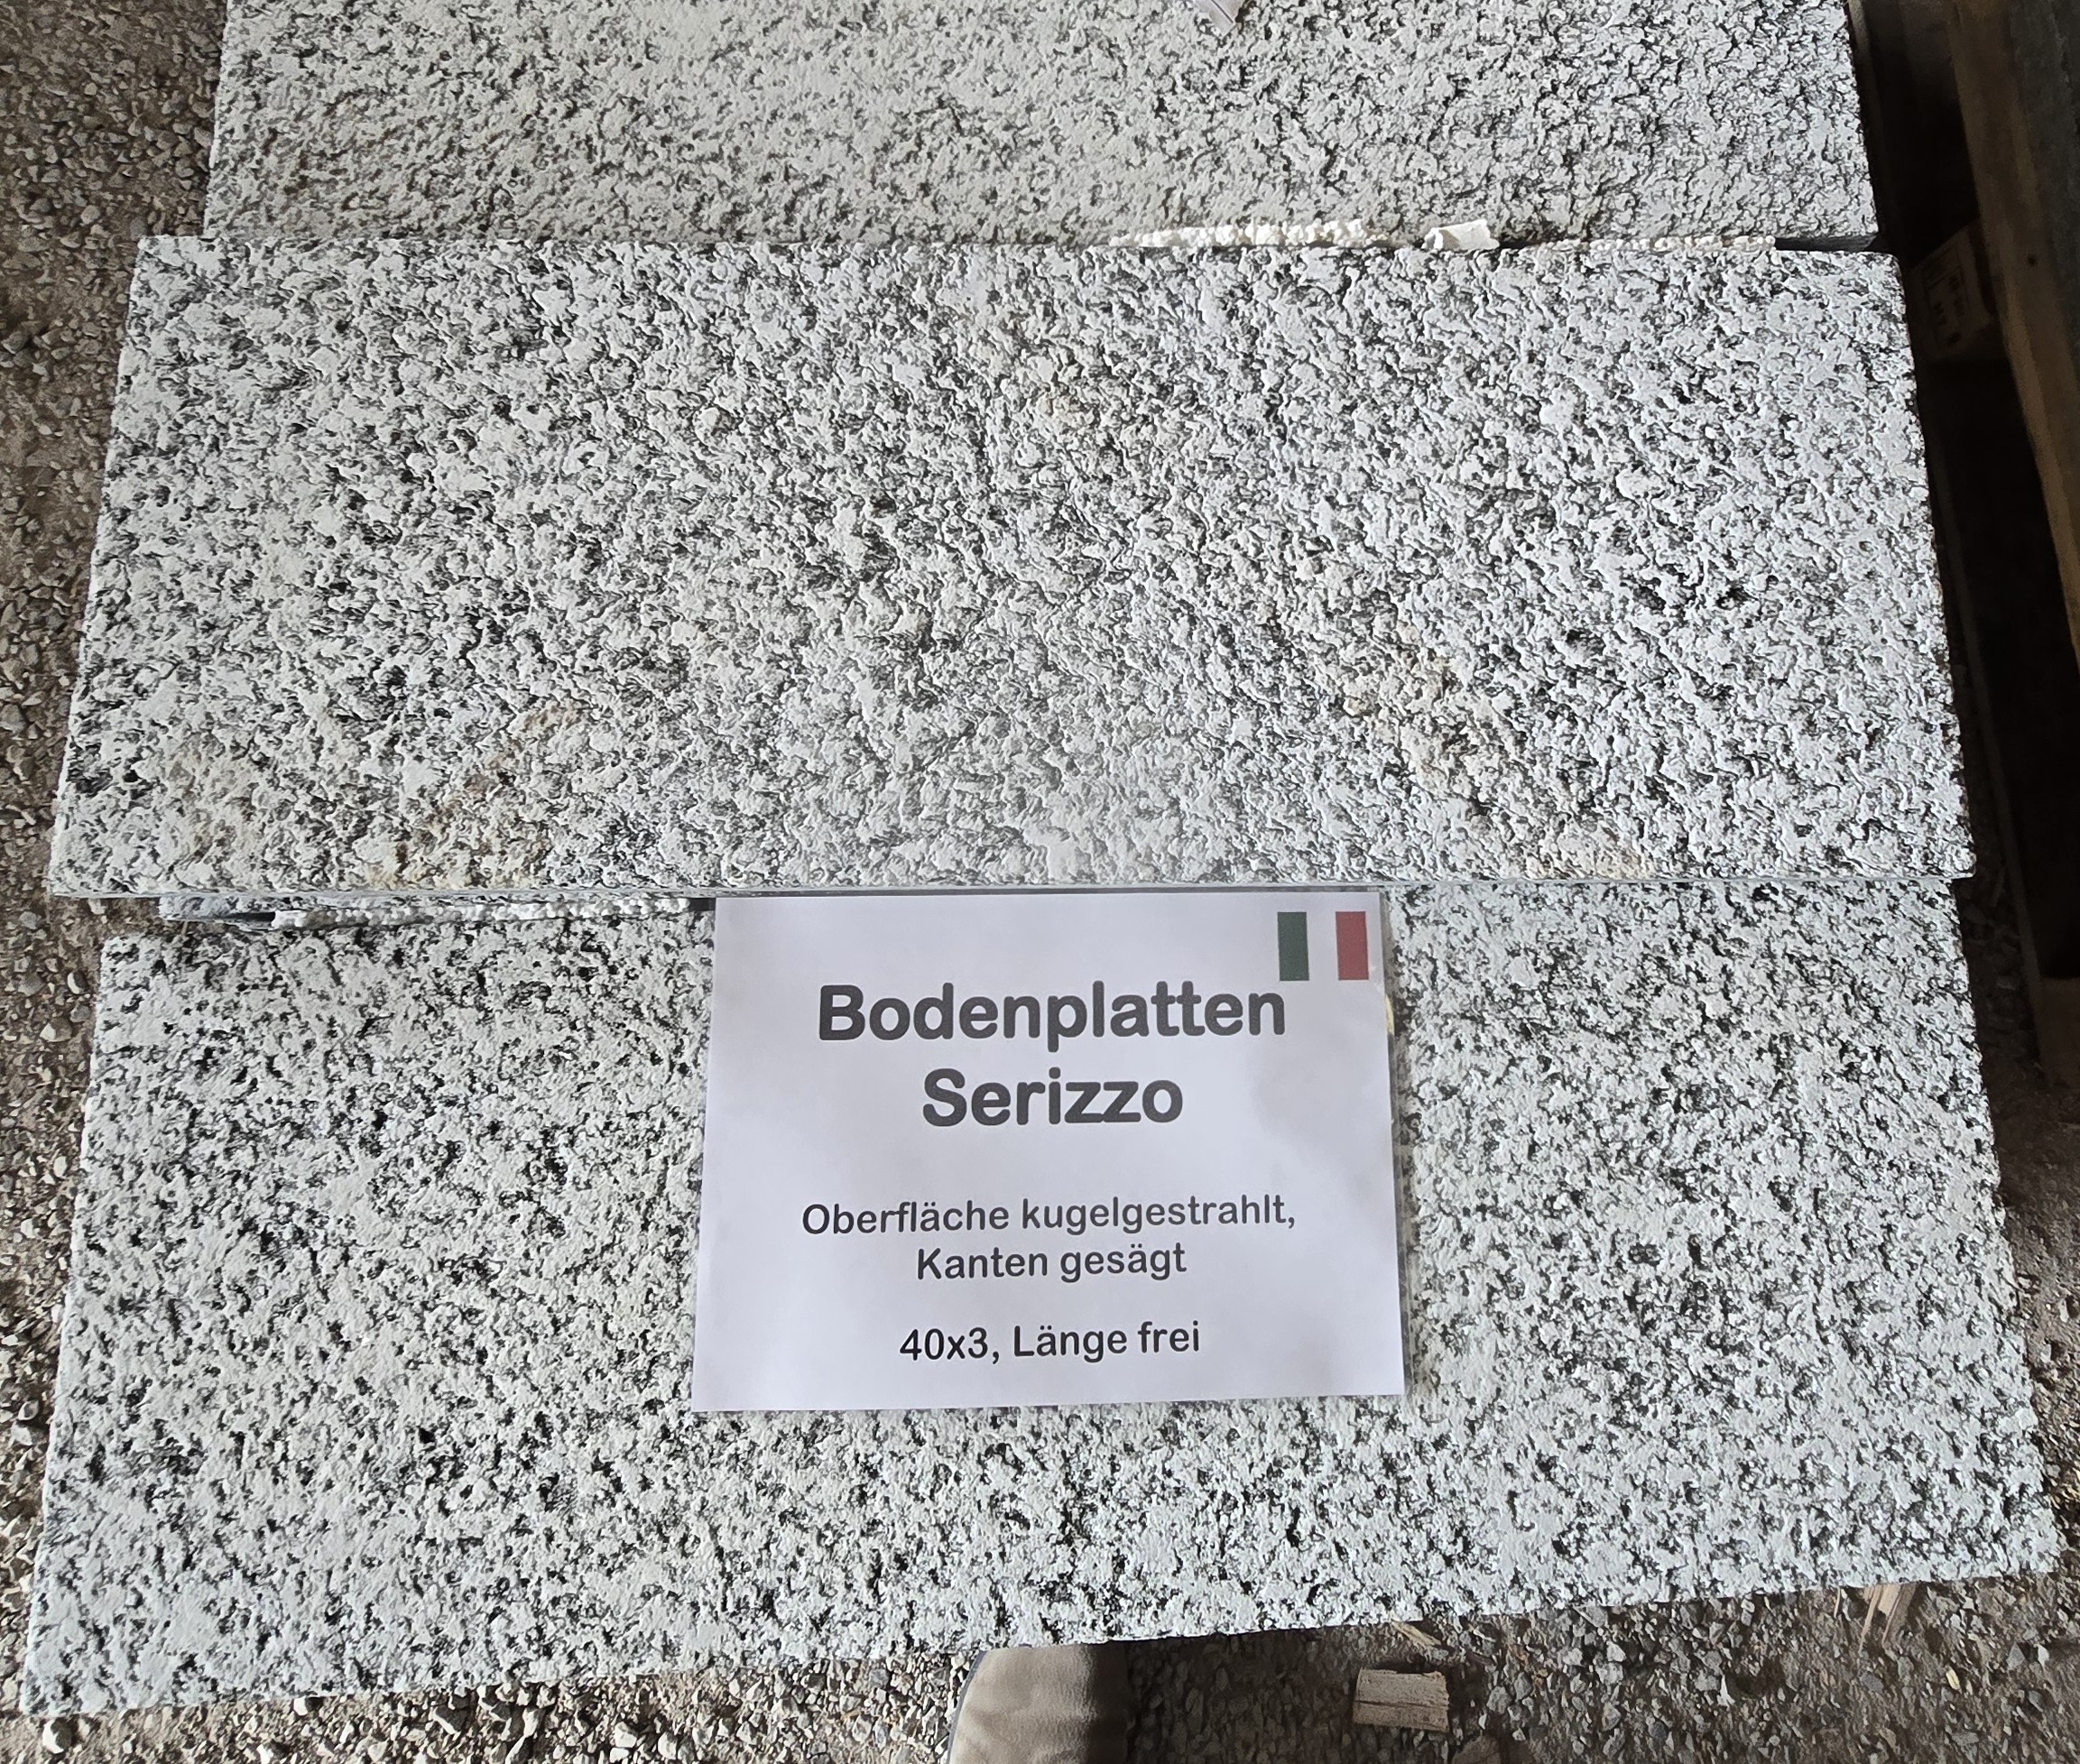 Bodenplatten
Serizzo
Oberfläche kugelgestrahlt,
Kanten gesägt
40x3, Länge frei